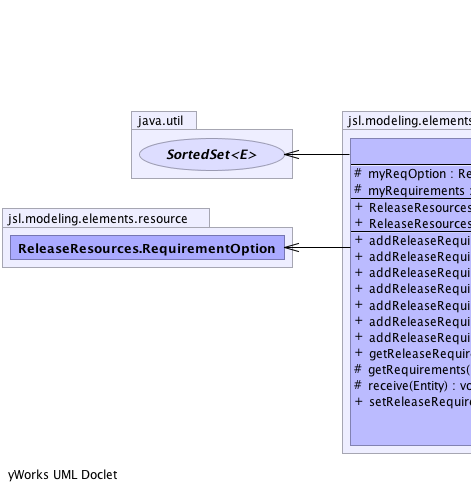 java.util
SortedSet<E>
jsl.modeling.elements.resource
ReleaseResources.RequirementOption
jsl.modeling.elements
# myReqOption : Re
# myRequirements :
+ ReleaseResources
+ ReleaseResources
+ addReleaseRequi
+ addReleaseRequi
+ addReleaseRequi
+ addReleaseRequi
+ addReleaseRequi
+ addReleaseRequi
+ addReleaseRequi
+ getReleaseRequir
# getRequirements(
# receive(Entity) : vo
+ setReleaseRequire
yWorks UML Doclet